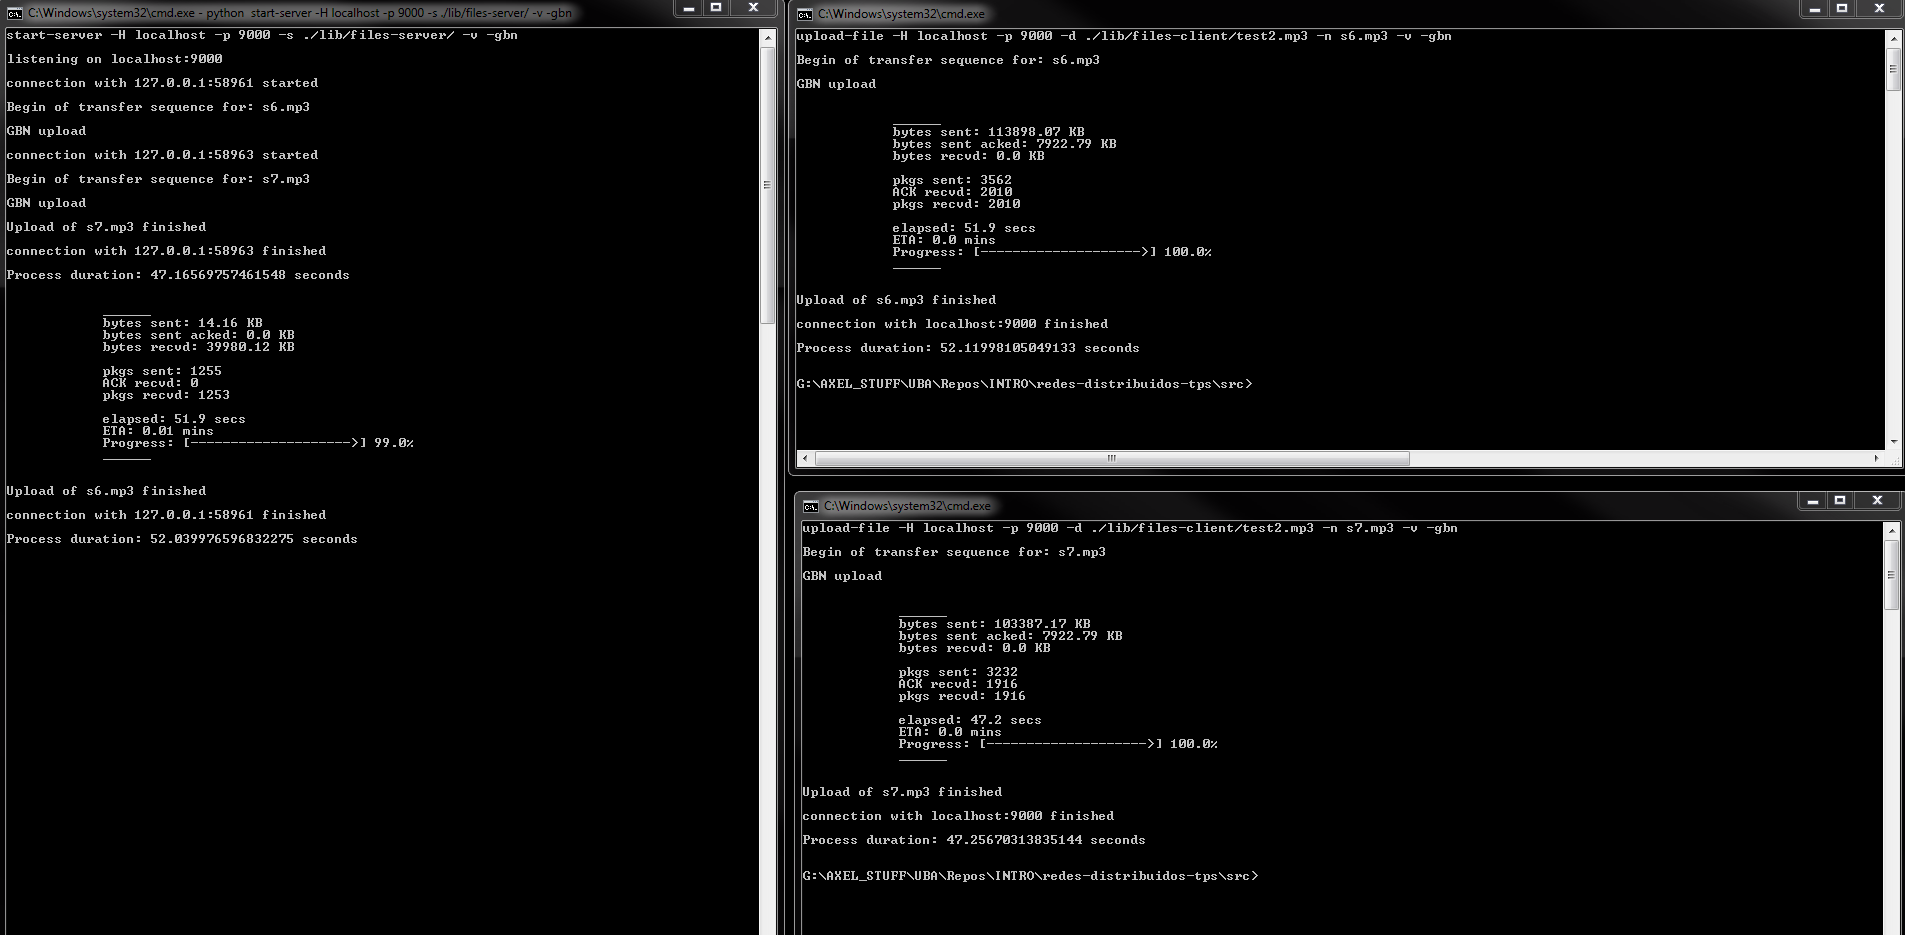 C:\Windows\system32\cmd.exe - python  start-server -H localhost -p 9000 -s ./lib/files-server/ -v -gbn
start-server -H localhost -p 9000 -s ./lib/files-server/ -v -gbn
listening on localhost:9000
connection with 127.0.0.1:58961 started
Begin of transfer sequence for: s6.mp3
GBN upload
connection with 127.0.0.1:58963 started
Begin of transfer sequence for: s7.mp3
GBN upload
Upload of s7.mp3 finished
connection with 127.0.0.1:58963 finished
Process duration: 47.16569757461548 seconds
______
bytes sent: 14.16 KB
bytes sent acked: 0.0 KB
bytes recvd: 39980.12 KB
pkgs sent: 1255
ACK recvd: 0
pkgs recvd: 1253
elapsed: 51.9 secs
ETA: 0.01 mins
Progress: [-------------------->] 99.0%
______
Upload of s6.mp3 finished
connection with 127.0.0.1:58961 finished
Process duration: 52.039976596832275 seconds
C:\Windows\system32\cmd.exe
upload-file -H localhost -p 9000 -d ./lib/files-client/test2.mp3 -n s6.mp3 -v -gbn
Begin of transfer sequence for: s6.mp3
GBN upload
______
bytes sent: 113898.07 KB
bytes sent acked: 7922.79 KB
bytes recvd: 0.0 KB
pkgs sent: 3562
ACK recvd: 2010
pkgs recvd: 2010
elapsed: 51.9 secs
ETA: 0.0 mins
Progress: [-------------------->] 100.0%
______
Upload of s6.mp3 finished
connection with localhost:9000 finished
Process duration: 52.11998105049133 seconds
G:\AXEL_STUFF\UBA\Repos\INTRO\redes-distribuidos-tps\src>
C:\Windows\system32\cmd.exe
upload-file -H localhost -p 9000 -d ./lib/files-client/test2.mp3 -n s7.mp3 -v -gbn
Begin of transfer sequence for: s7.mp3
GBN upload
______
bytes sent: 103387.17 KB
bytes sent acked: 7922.79 KB
bytes recvd: 0.0 KB
pkgs sent: 3232
ACK recvd: 1916
pkgs recvd: 1916
elapsed: 47.2 secs
ETA: 0.0 mins
Progress: [-------------------->] 100.0%
______
Upload of s7.mp3 finished
connection with localhost:9000 finished
Process duration: 47.25670313835144 seconds
G:\AXEL_STUFF\UBA\Repos\INTRO\redes-distribuidos-tps\src>